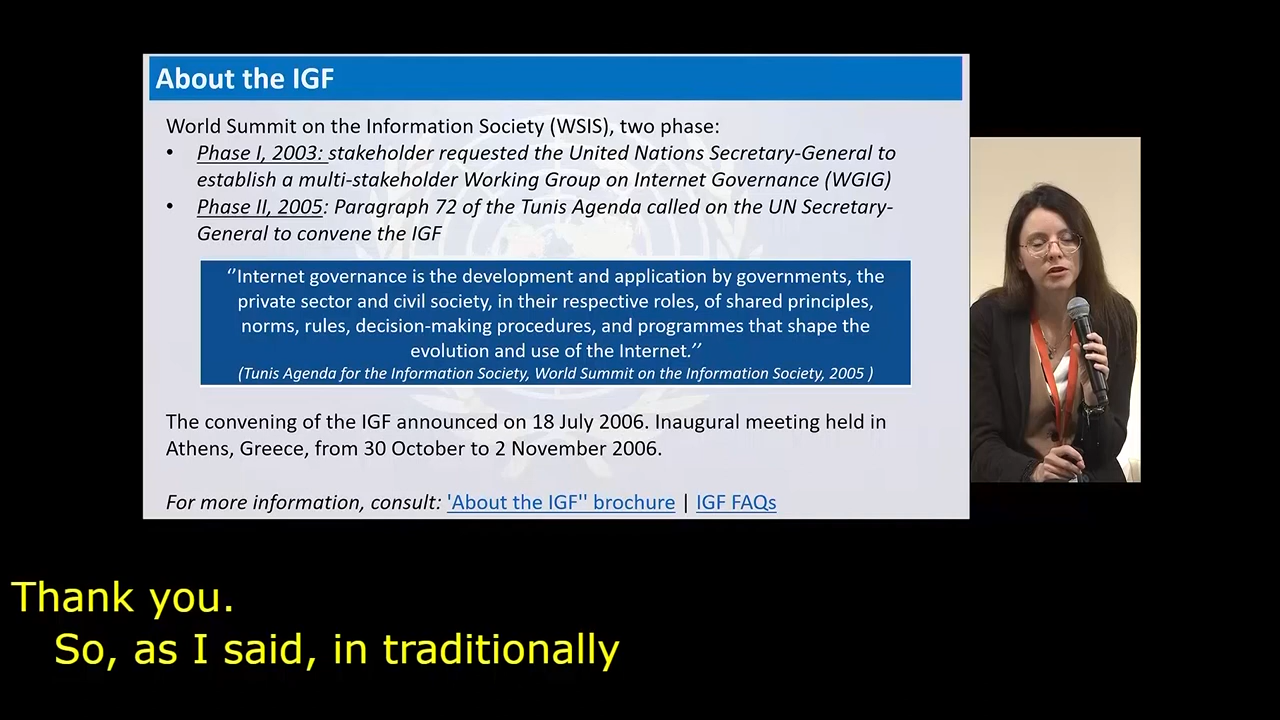 About the IGF
World Summit on the Information Society (WSIS), two phase:
• Phase I, 2003: stakeholder requested the United Nations Secretary-General to
establish a multi-stakeholder Working Group on Internet Governance (WGIG)
• Phase II, 2005: Paragraph 72 of the Tunis Agenda called on the UN Secretary-
General to convene the IGF
‘’Internet governance is the development and application by governments, the
private sector and civil society, in their respective roles, of shared principles,
norms, rules, decision-making procedures, and programmes that shape the
evolution and use of the Internet.’’
(Tunis Agenda for the Information Society, World Summit on the Information Society, 2005 )
The convening of the IGF announced on 18 July 2006. Inaugural meeting held in
Athens, Greece, from 30 October to 2 November 2006.
For more information, consult: 'About the IGF'' brochure | IGF FAQs
Thank you.
So, as I said, in traditionally